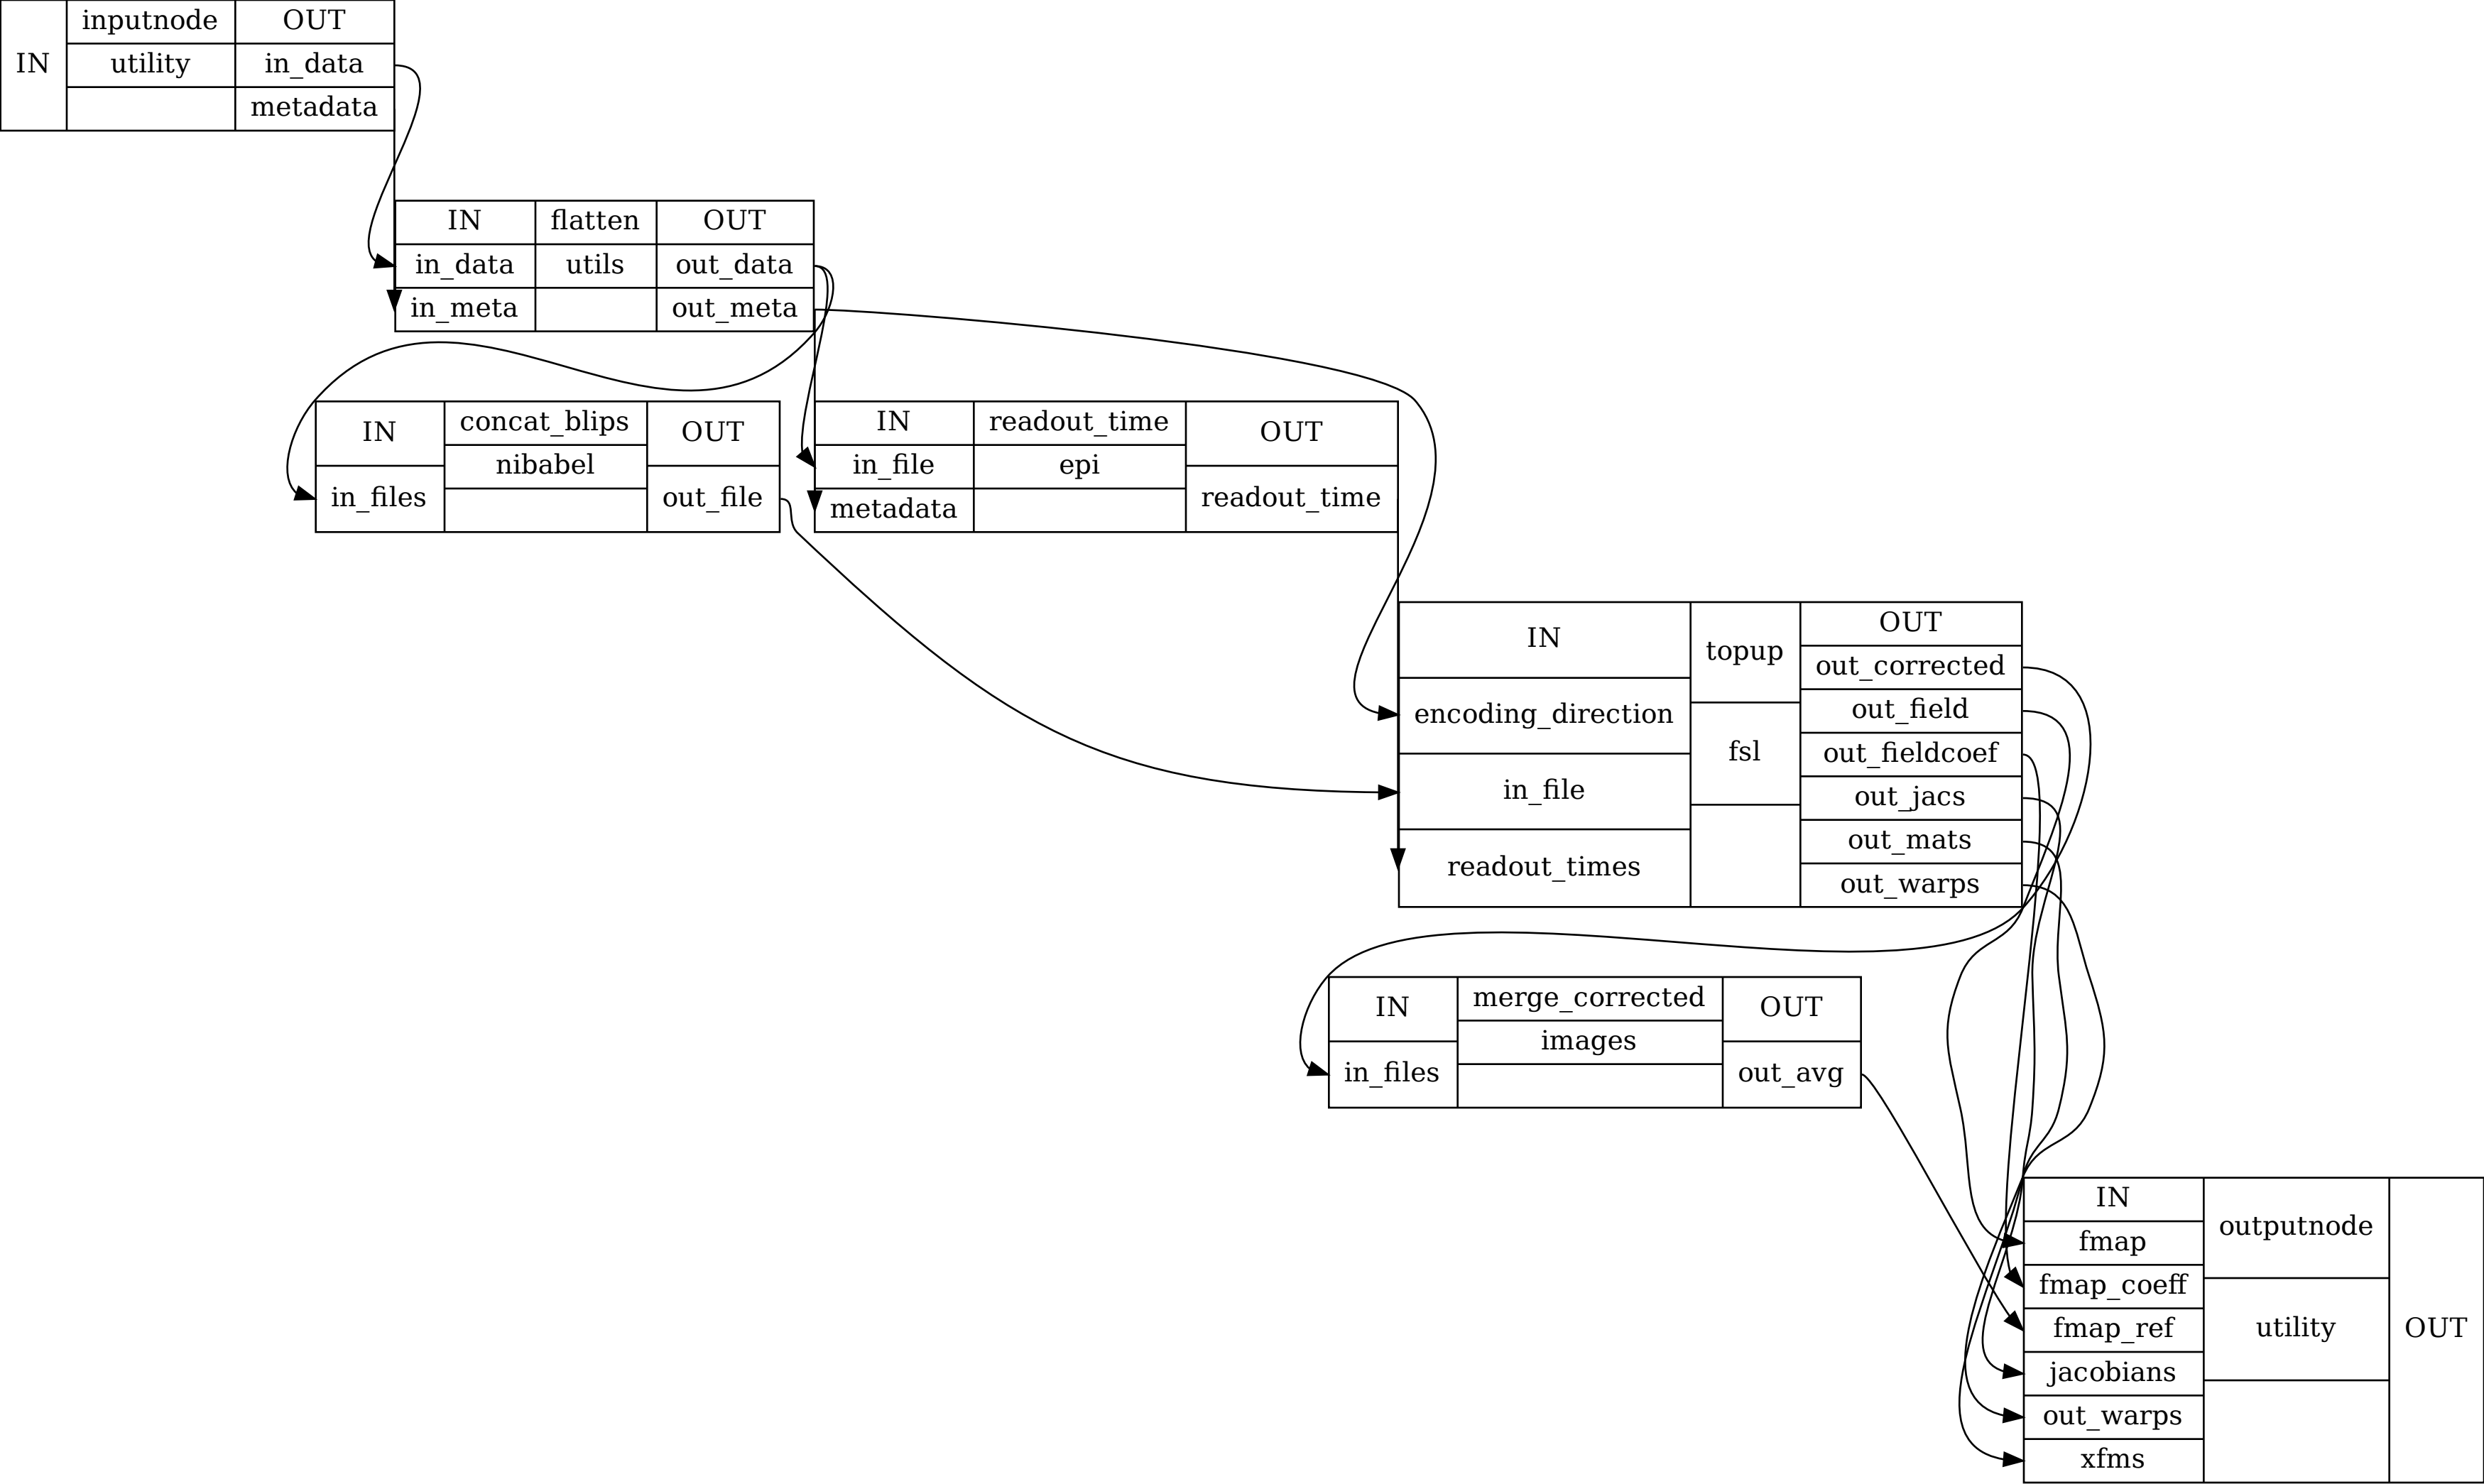 IN
inputnode
utility
OUT
in_data
metadata
IN
in_data
in_meta
flatten
utils
OUT
out_data
out_meta
IN
in_files
concat_blips
nibabel
OUT
out_file
IN
in_file
metadata
readout_time
epi
OUT
readout_time
IN
encoding_direction
in_file
readout_times
topup
fsl
OUT
out_corrected
out_field
out_fieldcoef
out_jacs
out_mats
out_warps
IN
in_files
merge_corrected
images
OUT
out_avg
IN
fmap
fmap_coeff
fmap_ref
jacobians
out_warps
xfms
outputnode
utility
OUT